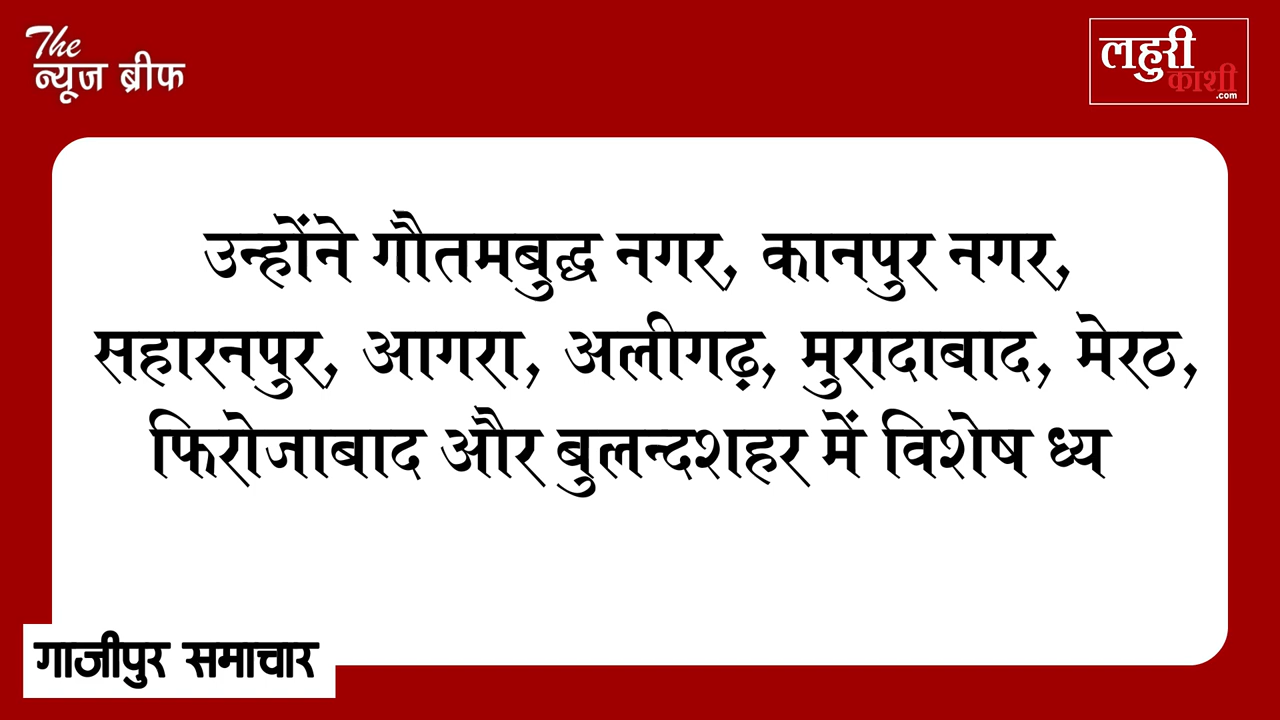 The
न्यूज ब्रीफ
लहुरी
काशी
.com
उन्होंने गौतमबुद्ध नगर, कानपुर नगर,
सहारनपुर, आगरा, अलीगढ़, मुरादाबाद, मेरठ,
फिरोजाबाद और बुलन्दशहर में विशेष ध्य
गाजीपुर समाचार